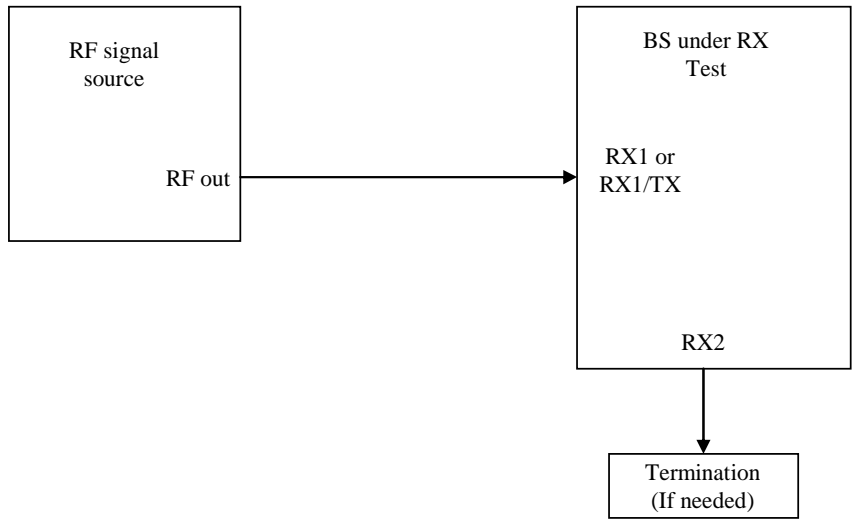 RF signal
source
RF out
BS under RX
Test
RX1 or
RX1/TX
RX2
Termination
(If needed)